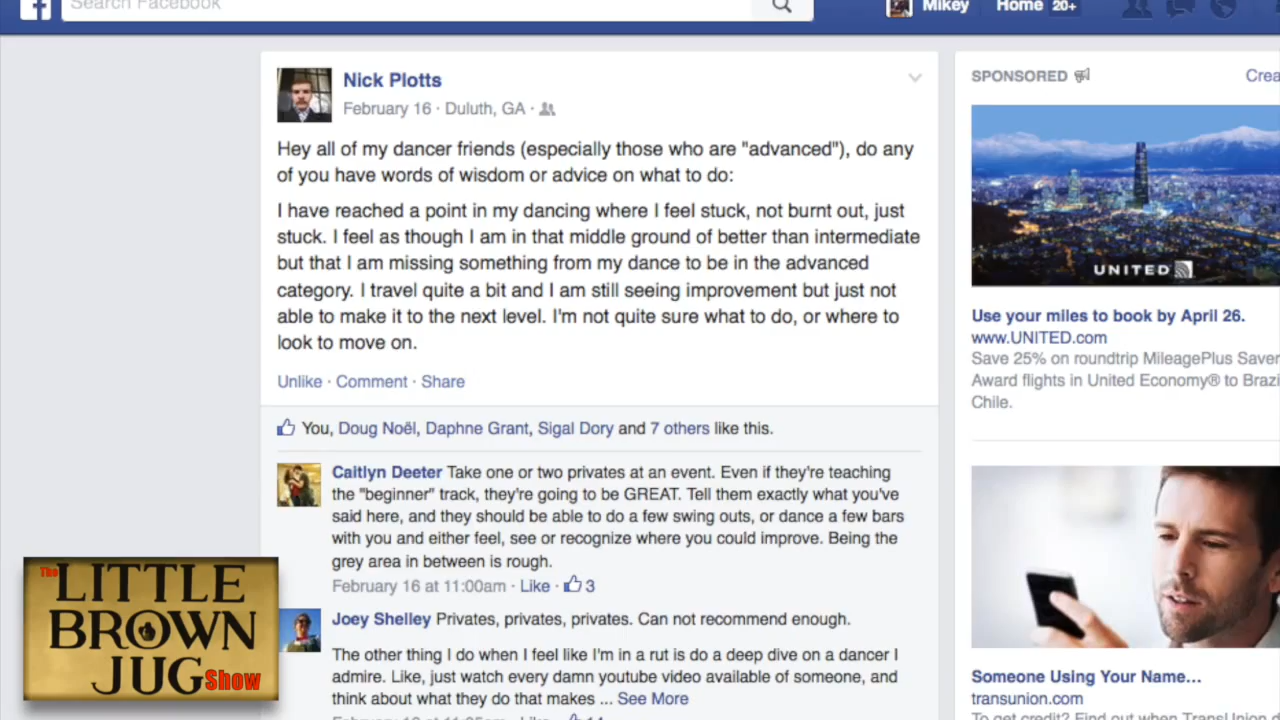 Search Facebook
Mikey
Home 20+
Nick Plotts
February 16 · Duluth, GA ·
Hey all of my dancer friends (especially those who are "advanced"), do any
of you have words of wisdom or advice on what to do:
I have reached a point in my dancing where I feel stuck, not burnt out, just
stuck. I feel as though I am in that middle ground of better than intermediate
but that I am missing something from my dance to be in the advanced
category. I travel quite a bit and I am still seeing improvement but just not
able to make it to the next level. I'm not quite sure what to do, or where to
look to move on.
Unlike · Comment · Share
You, Doug Noël, Daphne Grant, Sigal Dory and 7 others like this.
Caitlyn Deeter Take one or two privates at an event. Even if they're teaching
the "beginner" track, they're going to be GREAT. Tell them exactly what you've
said here, and they should be able to do a few swing outs, or dance a few bars
with you and either feel, see or recognize where you could improve. Being the
grey area in between is rough.
February 16 at 11:00am · Like · 3
Joey Shelley Privates, privates, privates. Can not recommend enough.
The other thing I do when I feel like I'm in a rut is do a deep dive on a dancer I
admire. Like, just watch every damn youtube video available of someone, and
think about what they do that makes ... See More
SPONSORED
Crea
UNITED
Use your miles to book by April 26.
www.UNITED.com
Save 25% on roundtrip MileagePlus Saver
Award flights in United Economy® to Brazi
Chile.
Someone Using Your Name...
transunion.com
To get credit? Find out when TransUnion d
The LITTLE
BROWN
JUG Show